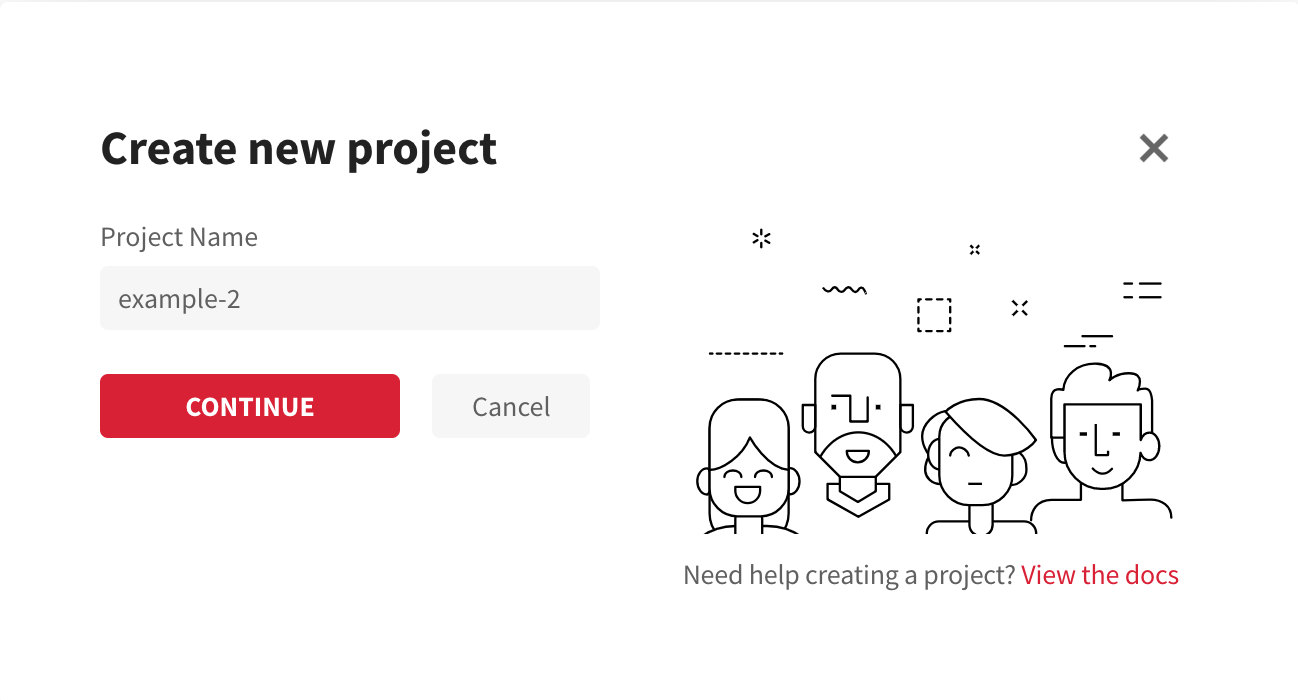 Create new project
Project Name
example-2
CONTINUE
Cancel
Need help creating a project? View the docs